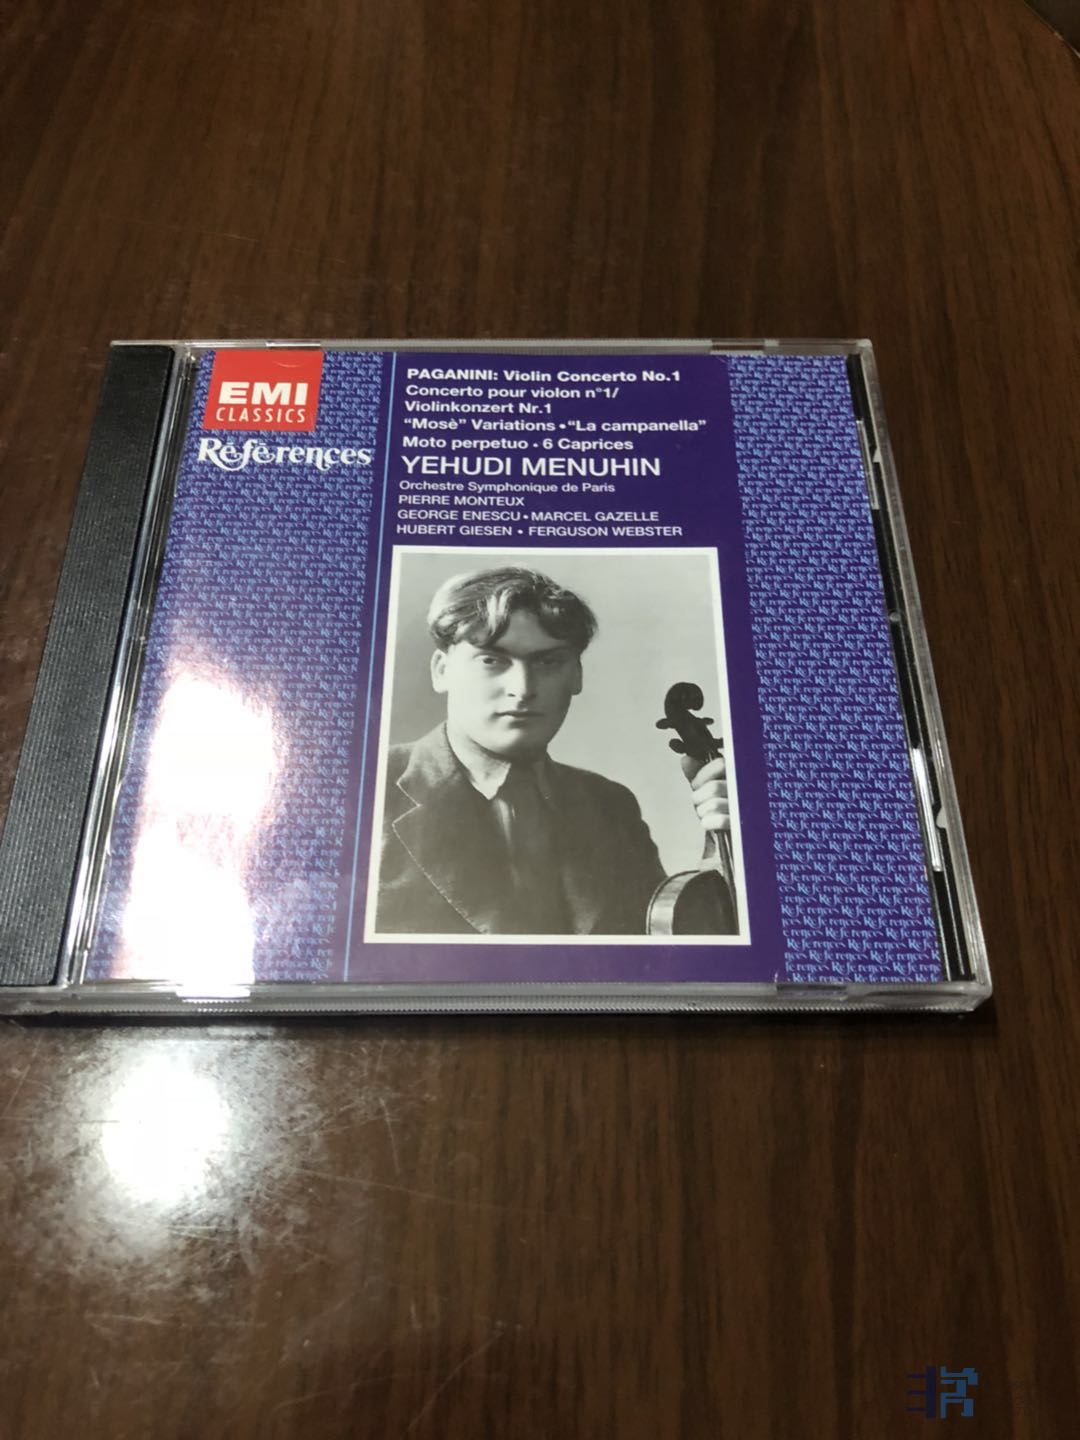 EMI
CLASSICS
Références
PAGANINI: Violin Concerto No.1
Concerto pour violon n°1/
Violinkonzert Nr.1
“Mosè” Variations • “La campanella”
Moto perpetuo • 6 Caprices
YEHUDI MENUHIN
Orchestre Symphonique de Paris
PIERRE MONTEUX
GEORGE ENESCU • MARCEL GAZELLE
HUBERT GIESEN • FERGUSON WEBSTER